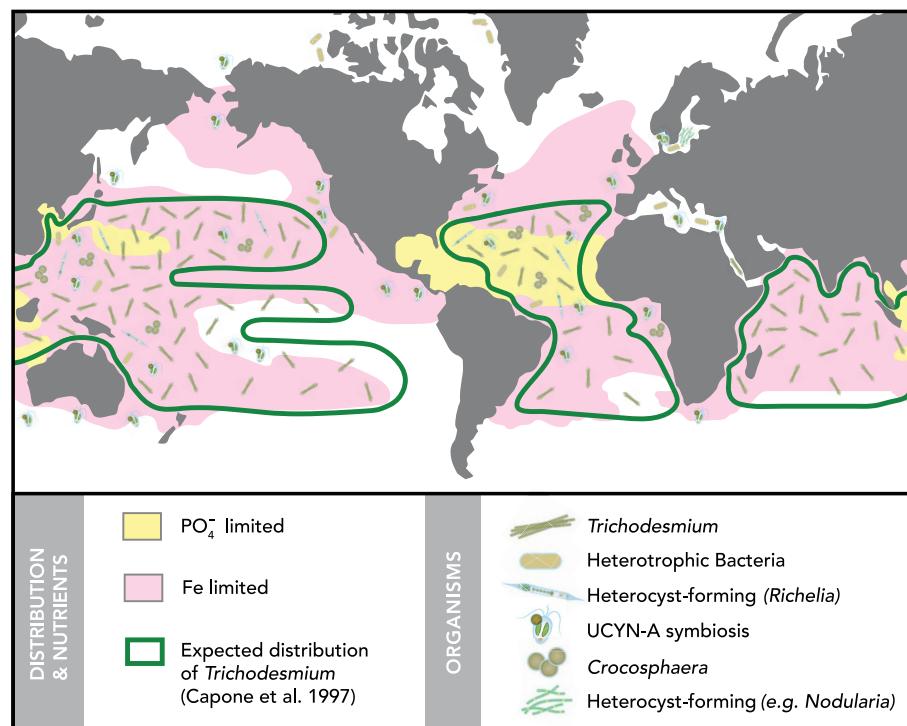 DISTRIBUTION
& NUTRIENTS
PO₄⁻ limited
Fe limited
Expected distribution
of Trichodesmium
(Capone et al. 1997)
ORGANISMS
Trichodesmium
Heterotrophic Bacteria
Heterocyst-forming (Richelia)
UCYN-A symbiosis
Crocosphaera
Heterocyst-forming (e.g. Nodularia)